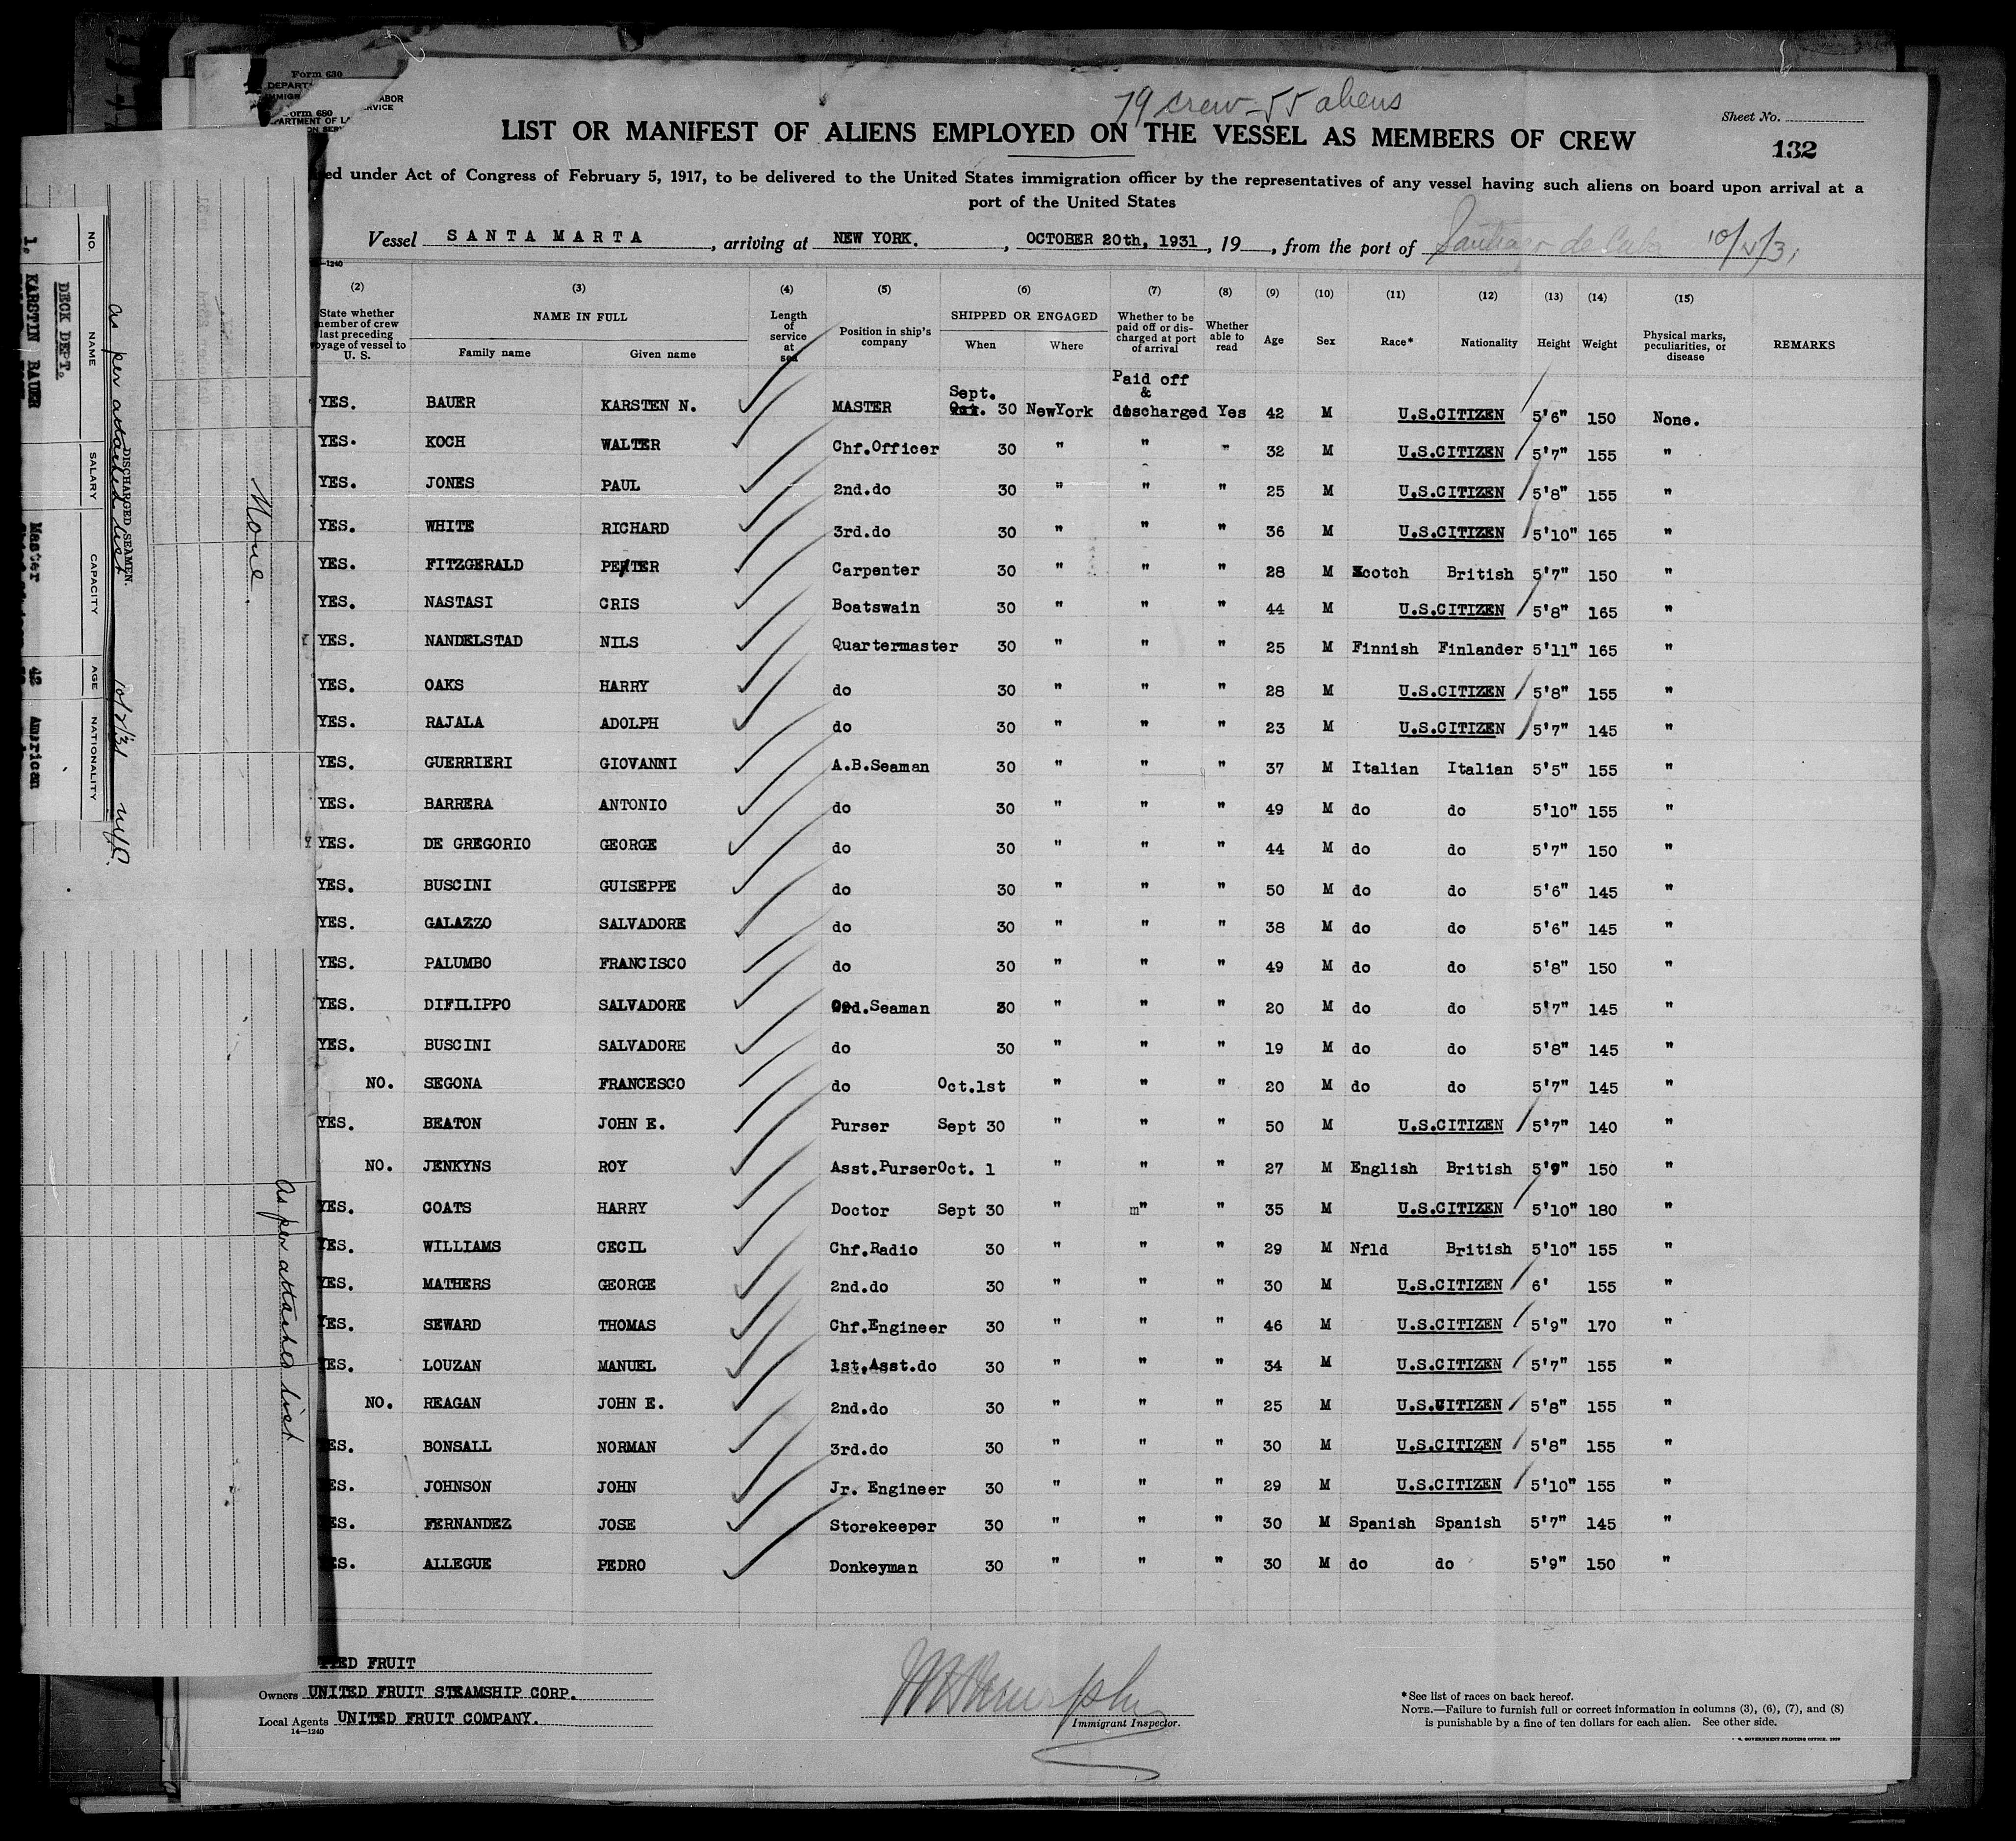 Form 630
DEPART
IMMIGR
ABOR
ERVICE
orm 680
PARTMENT OF LA
ON SERV
79 crew - 55 aliens
Sheet No.
LIST OR MANIFEST OF ALIENS EMPLOYED ON THE VESSEL AS MEMBERS OF CREW
132
ed under Act of Congress of February 5, 1917, to be delivered to the United States immigration officer by the representatives of any vessel having such aliens on board upon arrival at a
port of the United States
Vessel SANTA MARTA, arriving at NEW YORK., OCTOBER 20th, 1931, 19 , from the port of Santiago de Cuba
-1240
(2) (3) (4) (5) (6) (7) (8) (9) (10) (11) (12) (13) (14) (15)
State whether member of crew last preceding oyage of vessel to U. S.
NAME IN FULL
Family name Given name
Length of service at sea
Position in ship's company
SHIPPED OR ENGAGED
When Where
Whether to be paid off or discharged at port of arrival
Whether able to read
Age Sex Race* Nationality Height Weight
Physical marks, peculiarities, or disease
REMARKS
Paid off
Sept. &
YES. BAUER KARSTEN N. MASTER Oct. 30 NewYork discharged Yes 42 M U.S.CITIZEN 5'6" 150 None.
YES. KOCH WALTER Chf.Officer 30 " " " 32 M U.S.CITIZEN 5'7" 155 "
YES. JONES PAUL 2nd.do 30 " " " 25 M U.S.CITIZEN 5'8" 155 "
YES. WHITE RICHARD 3rd.do 30 " " " 36 M U.S.CITIZEN 5'10" 165 "
YES. FITZGERALD PETER Carpenter 30 " " " 28 M Scotch British 5'7" 150 "
YES. NASTASI CRIS Boatswain 30 " " " 44 M U.S.CITIZEN 5'8" 165 "
YES. NANDELSTAD NILS Quartermaster 30 " " " 25 M Finnish Finlander 5'11" 165 "
YES. OAKS HARRY do 30 " " " 28 M U.S.CITIZEN 5'8" 155 "
YES. RAJALA ADOLPH do 30 " " " 23 M U.S.CITIZEN 5'7" 145 "
YES. GUERRIERI GIOVANNI A.B.Seaman 30 " " " 37 M Italian Italian 5'5" 155 "
YES. BARRERA ANTONIO do 30 " " " 49 M do do 5'10" 155 "
YES. DE GREGORIO GEORGE do 30 " " " 44 M do do 5'7" 150 "
YES. BUSCINI GUISEPPE do 30 " " " 50 M do do 5'6" 145 "
YES. GALAZZO SALVADORE do 30 " " " 38 M do do 5'6" 145 "
YES. PALUMBO FRANCISCO do 30 " " " 49 M do do 5'8" 150 "
YES. DIFILIPPO SALVADORE Ord.Seaman 30 " " " 20 M do do 5'7" 145 "
YES. BUSCINI SALVADORE do 30 " " " 19 M do do 5'8" 145 "
NO. SEGONA FRANCESCO do Oct.1st " " " 20 M do do 5'7" 145 "
YES. BEATON JOHN E. Purser Sept 30 " " " 50 M U.S.CITIZEN 5'7" 140 "
NO. JENKYNS ROY Asst.Purser Oct. 1 " " " 27 M English British 5'9" 150 "
YES. COATS HARRY Doctor Sept 30 " m" " 35 M U.S.CITIZEN 5'10" 180 "
YES. WILLIAMS CECIL Chf.Radio 30 " " " 29 M Nfld British 5'10" 155 "
YES. MATHERS GEORGE 2nd.do 30 " " " 30 M U.S.CITIZEN 6' 155 "
YES. SEWARD THOMAS Chf.Engineer 30 " " " 46 M U.S.CITIZEN 5'9" 170 "
YES. LOUZAN MANUEL 1st.Asst.do 30 " " " 34 M U.S.CITIZEN 5'7" 155 "
NO. REAGAN JOHN E. 2nd.do 30 " " " 25 M U.S.CITIZEN 5'8" 155 "
ES. BONSALL NORMAN 3rd.do 30 " " " 30 M U.S.CITIZEN 5'8" 155 "
ES. JOHNSON JOHN Jr. Engineer 30 " " " 29 M U.S.CITIZEN 5'10" 155 "
ES. FERNANDEZ JOSE Storekeeper 30 " " " 30 M Spanish Spanish 5'7" 145 "
ES. ALLEGUE PEDRO Donkeyman 30 " " " 30 M do do 5'9" 150 "
TED FRUIT
Owners UNITED FRUIT STEAMSHIP CORP.
Local Agents UNITED FRUIT COMPANY.
14-1240
Immigrant Inspector.
*See list of races on back hereof.
NOTE.—Failure to furnish full or correct information in columns (3), (6), (7), and (8)
is punishable by a fine of ten dollars for each alien. See other side.
GOVERNMENT PRINTING OFFICE
None.
As per attached list
DISCHARGED SEAMEN.
As per attached list
NO. NAME SALARY CAPACITY AGE NATIONALITY
DECK DEPT.
1. KARSTIN BAUER Master 42 American